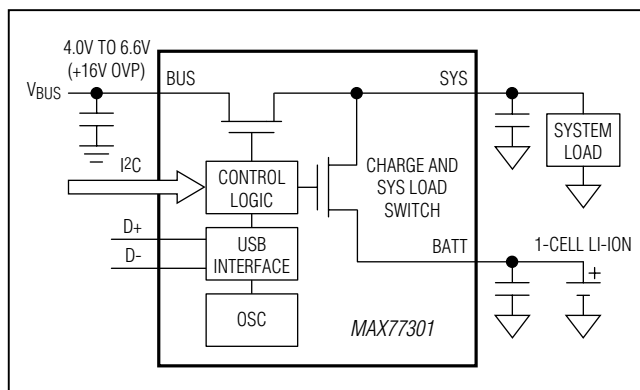 4.0V TO 6.6V
(+16V OVP)
VBUS
BUS
SYS
I2C
CONTROL
LOGIC
CHARGE AND
SYS LOAD
SWITCH
SYSTEM
LOAD
D+
D-
USB
INTERFACE
BATT
1-CELL LI-ION
+
OSC
MAX77301